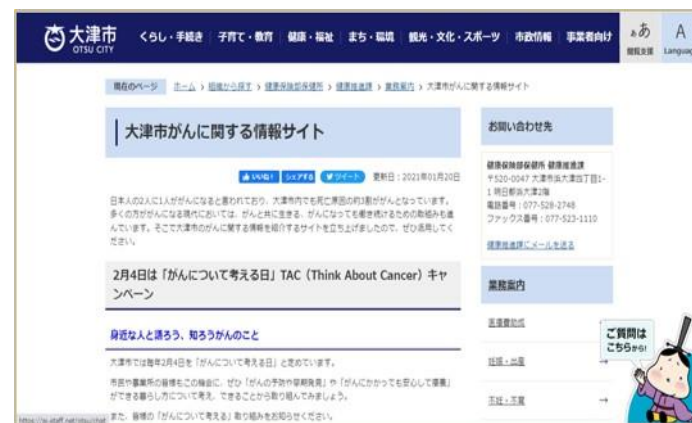 大津市
OTSU CITY
くらし・手続き 子育て・教育 健康・福祉 まち・環境 観光・文化・スポーツ 市政情報 事業者向け
あ あ
閲覧支援
A
Languag
現在のページ ホーム > 組織から探す > 健康保険部保健所 > 健康推進課 > 業務案内 > 大津市がんに関する情報サイト
大津市がんに関する情報サイト
いいね! シェアする ツイート 更新日:2021年01月20日
日本人の2人に1人ががんになると言われており、大津市内でも死亡原因の約3割ががんとなっています。
多くの方ががんになる現代においては、がんと共に生きる、がんになっても働き続けるための取組みも進
んでいます。そこで大津市のがんに関する情報を紹介するサイトを立ち上げましたので、ぜひ活用してく
ださい。
2月4日は「がんについて考える日」TAC(Think About Cancer)キャ
ンペーン
身近な人と語ろう、知ろうがんのこと
大津市では毎年2月4日を「がんについて考える日」と定めています。
市民や事業所の皆様もこの機会に、ぜひ「がんの予防や早期発見」や「がんにかかっても安心して療養」
ができる暮らし方について考え、できることから取り組んでみましょう。
また、皆様の「がんについて考える」取り組みをお知らせください。
お問い合わせ先
健康保険部保健所 健康推進課
〒520-0047 大津市浜大津四丁目1-
1 明日都浜大津2階
電話番号:077-528-2748
ファックス番号:077-523-1110
健康推進課にメールを送る
業務案内
医療費助成
妊娠・出産 →
不妊・不育 →
ご質問は
こちらから!